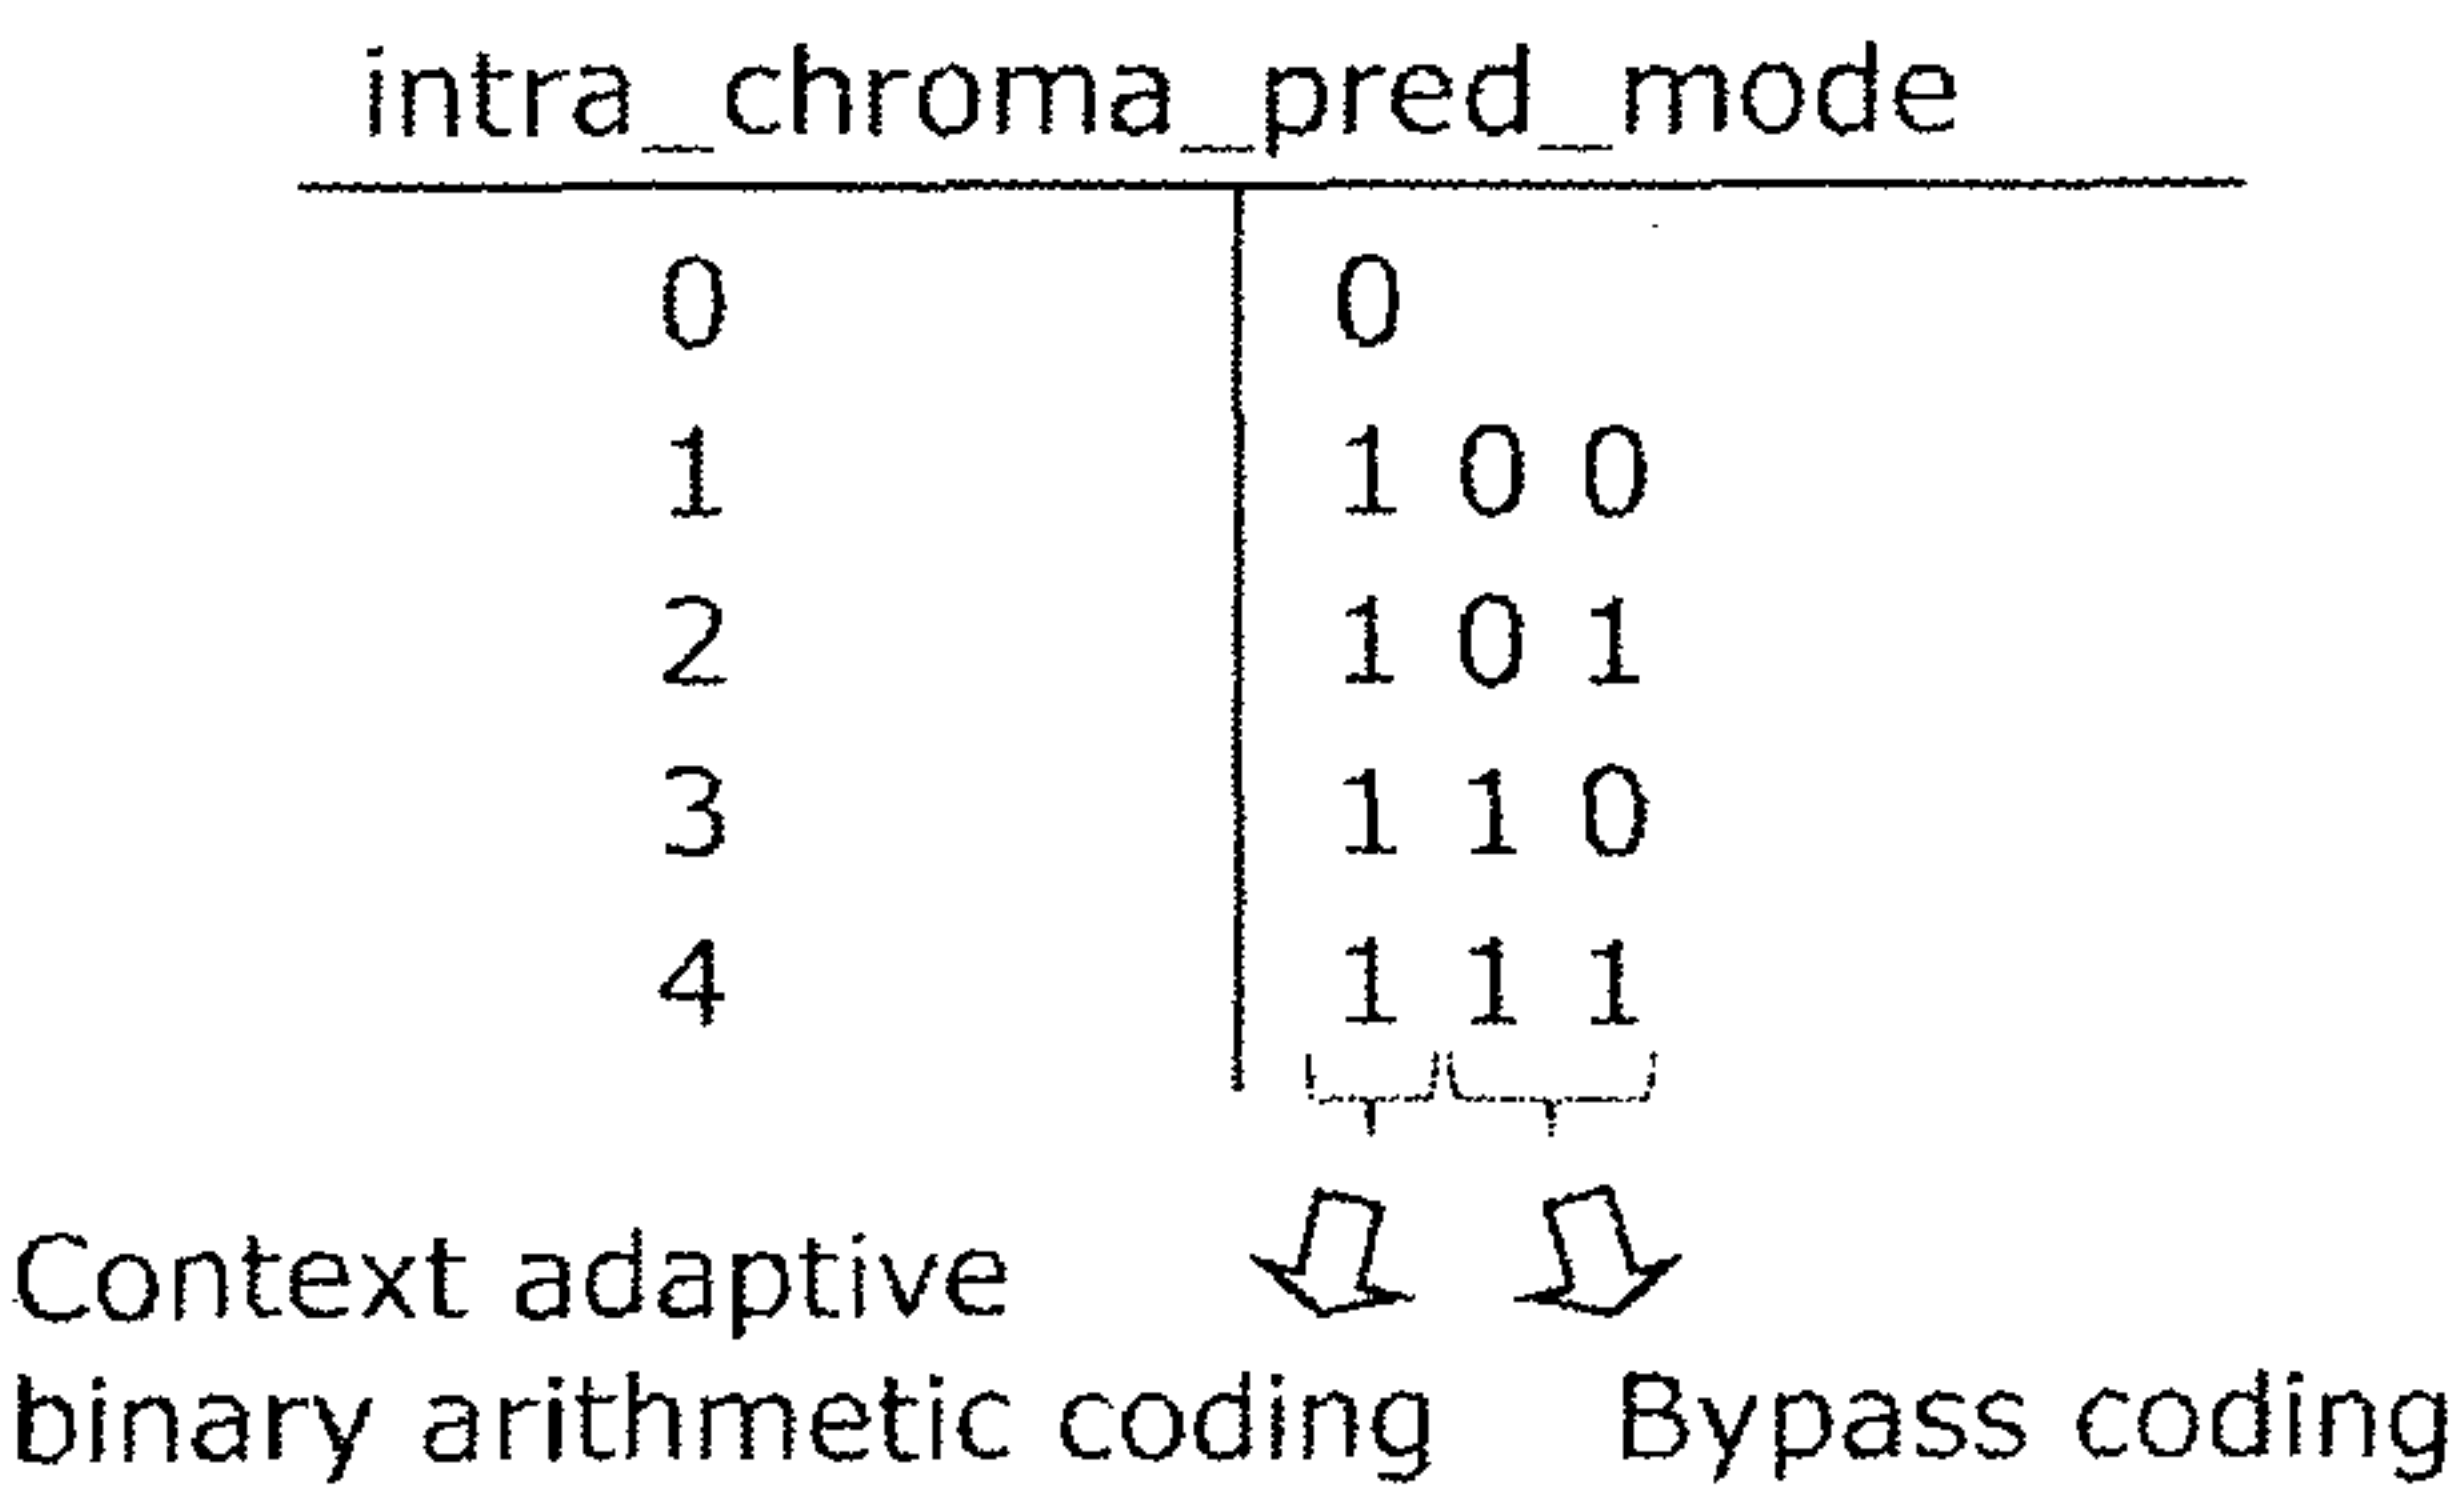 intra_chroma_pred_mode
0 0
1 1 0 0
2 1 0 1
3 1 1 0
4 1 1 1
Context adaptive
binary arithmetic coding Bypass coding